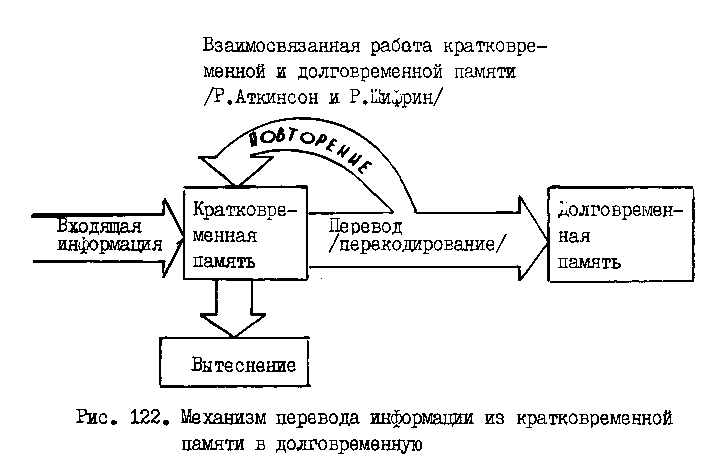 Взаимосвязанная работа кратковре-
менной и долговременной памяти
/Р.Аткинсон и Р.Шифрин/
ПОВТОРЕНИЕ
Входящая
информация
Кратковре-
менная
память
Перевод
/перекодирование/
Долговремен-
ная
память
Вытеснение
Рис. 122. Механизм перевода информации из кратковременной
памяти в долговременную